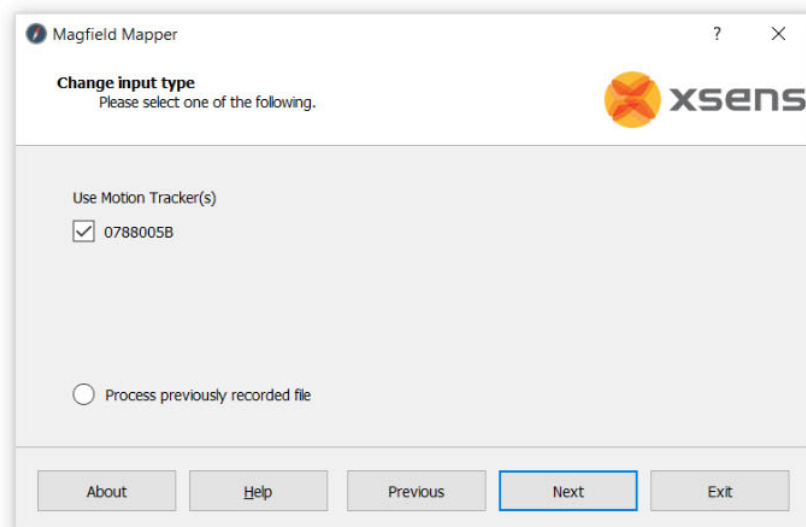 Magfield Mapper
?
Change input type
Please select one of the following.
xsens
Use Motion Tracker(s)
0788005B
Process previously recorded file
About
Help
Previous
Next
Exit